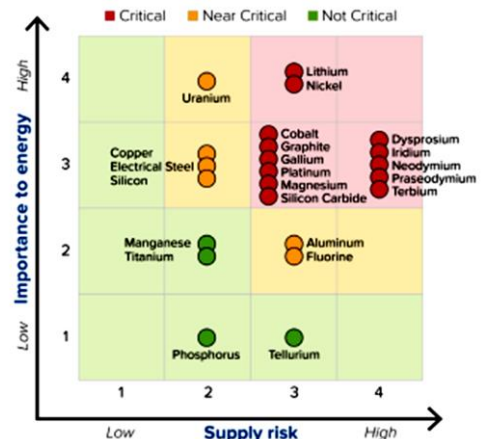 Critical Near Critical Not Critical
High
Importance to energy
Low
4
3
2
1
Uranium
Lithium
Nickel
Copper
Electrical Steel
Silicon
Cobalt
Graphite
Gallium
Platinum
Magnesium
Silicon Carbide
Dysprosium
Iridium
Neodymium
Praseodymium
Terbium
Manganese
Titanium
Aluminum
Fluorine
Phosphorus
Tellurium
1 2 3 4
Low Supply risk High